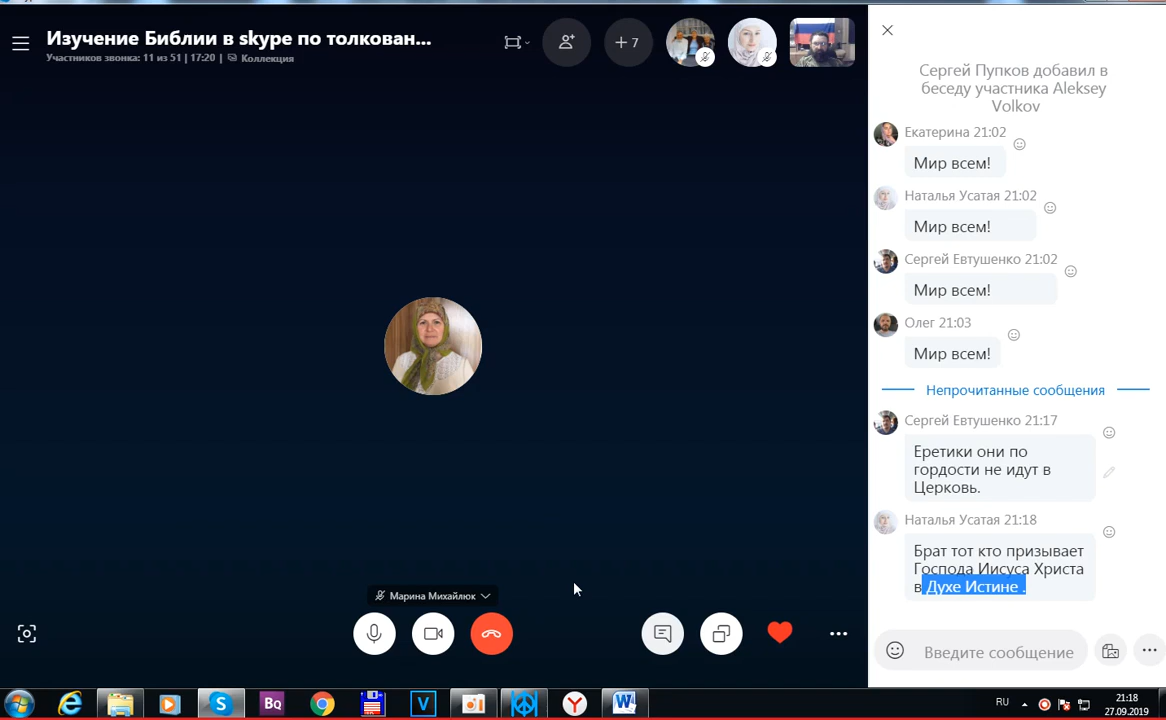 Изучение Библии в skype по толкован...
Участников звонка: 11 из 51 | 17:20 | Коллекция
+ 7
Марина Михайлюк
Сергей Пупков добавил в
беседу участника Aleksey
Volkov
Екатерина 21:02
Мир всем!
Наталья Усатая 21:02
Мир всем!
Сергей Евтушенко 21:02
Мир всем!
Олег 21:03
Мир всем!
Непрочитанные сообщения
Сергей Евтушенко 21:17
Еретики они по
гордости не идут в
Церковь.
Наталья Усатая 21:18
Брат тот кто призывает
Господа Иисуса Христа
в Духе Истине .
Введите сообщение
Bq
V
W
RU
21:18
27.09.2019